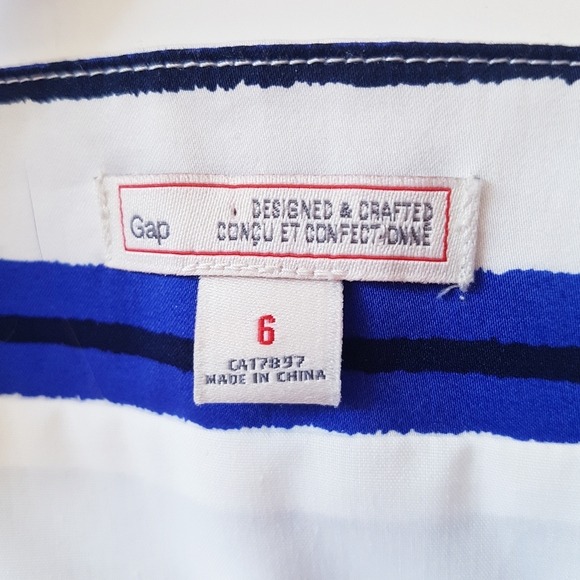 Gap
DESIGNED & CRAFTED
CONÇU ET CONFECTIONNÉ
6
CA17897
MADE IN CHINA